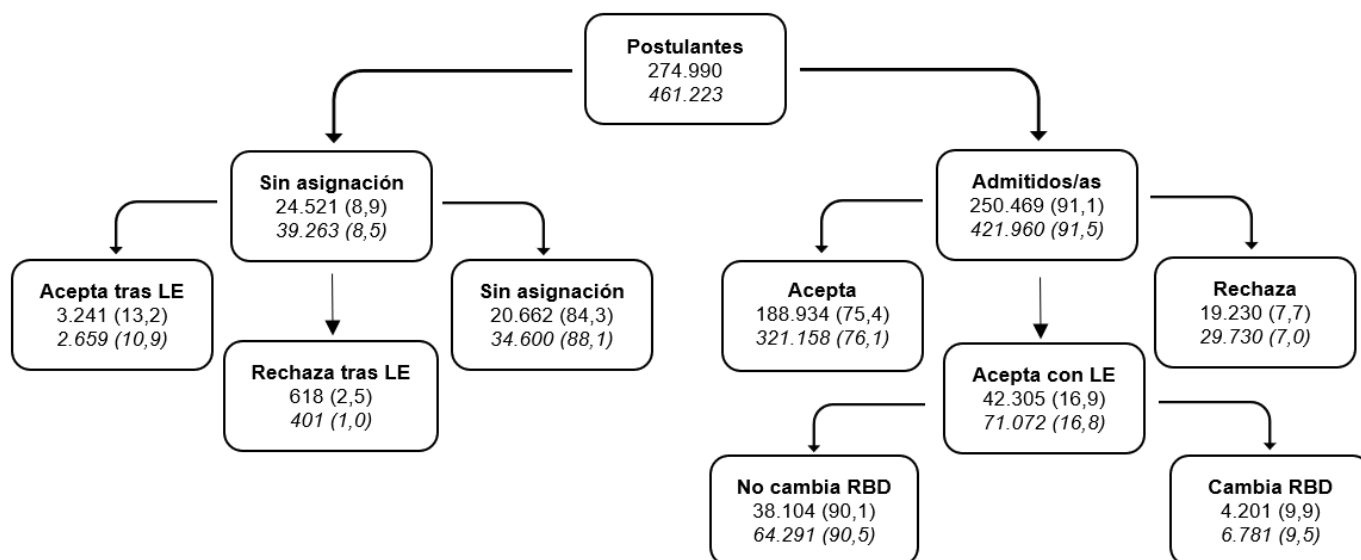 Postulantes
274.990
461.223
Sin asignación
24.521 (8,9)
39.263 (8,5)
Admitidos/as
250.469 (91,1)
421.960 (91,5)
Acepta tras LE
3.241 (13,2)
2.659 (10,9)
Rechaza tras LE
618 (2,5)
401 (1,0)
Sin asignación
20.662 (84,3)
34.600 (88,1)
Acepta
188.934 (75,4)
321.158 (76,1)
Acepta con LE
42.305 (16,9)
71.072 (16,8)
Rechaza
19.230 (7,7)
29.730 (7,0)
No cambia RBD
38.104 (90,1)
64.291 (90,5)
Cambia RBD
4.201 (9,9)
6.781 (9,5)